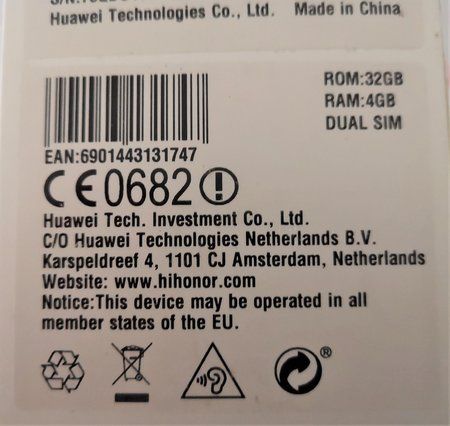 Huawei Technologies Co., Ltd. Made in China
ROM:32GB
RAM:4GB
DUAL SIM
EAN:6901443131747
CE0682
Huawei Tech. Investment Co., Ltd.
C/O Huawei Technologies Netherlands B.V.
Karspeldreef 4, 1101 CJ Amsterdam, Netherlands
Website: www.hihonor.com
Notice:This device may be operated in all
member states of the EU.
®